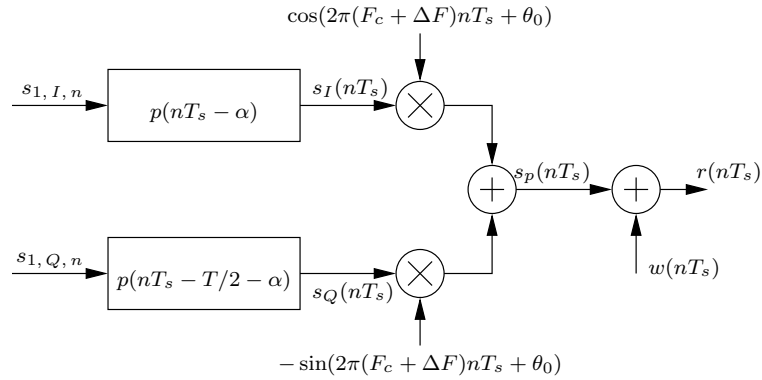 cos(2π(F_c + ΔF)nT_s + θ_0)
s_{1, I, n}
p(nT_s − α)
s_I(nT_s)
s_p(nT_s)
r(nT_s)
s_{1, Q, n}
p(nT_s − T/2 − α)
s_Q(nT_s)
w(nT_s)
− sin(2π(F_c + ΔF)nT_s + θ_0)